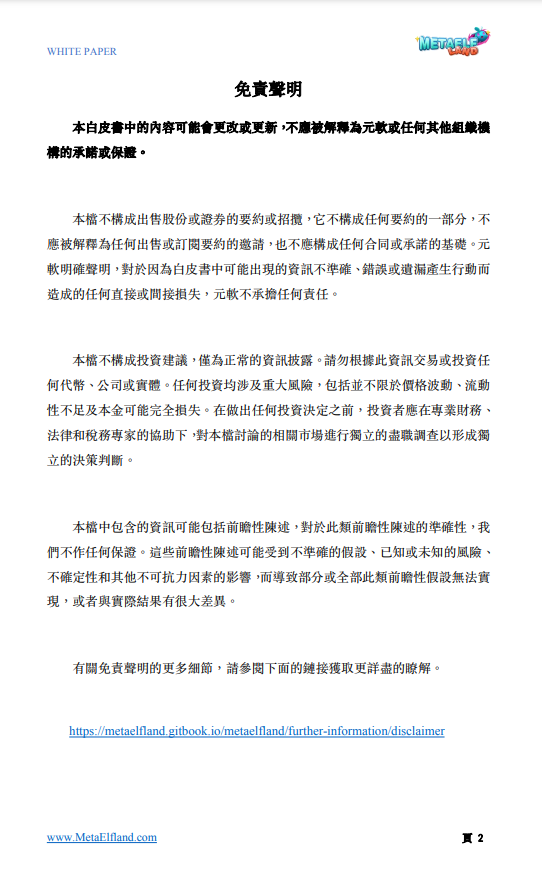 WHITE PAPER
METAELF
LAND
免責聲明
本白皮書中的內容可能會更改或更新，不應被解釋為元軟或任何其他組織機
構的承諾或保證。
本檔不構成出售股份或證券的要約或招攬，它不構成任何要約的一部分，不
應被解釋為任何出售或訂閱要約的邀請，也不應構成任何合同或承諾的基礎。元
軟明確聲明，對於因為白皮書中可能出現的資訊不準確、錯誤或遺漏產生行動而
造成的任何直接或間接損失，元軟不承擔任何責任。
本檔不構成投資建議，僅為正常的資訊披露。請勿根據此資訊交易或投資任
何代幣、公司或實體。任何投資均涉及重大風險，包括並不限於價格波動、流動
性不足及本金可能完全損失。在做出任何投資決定之前，投資者應在專業財務、
法律和稅務專家的協助下，對本檔討論的相關市場進行獨立的盡職調查以形成獨
立的決策判斷。
本檔中包含的資訊可能包括前瞻性陳述，對於此類前瞻性陳述的準確性，我
們不作任何保證。這些前瞻性陳述可能受到不準確的假設、已知或未知的風險、
不確定性和其他不可抗力因素的影響，而導致部分或全部此類前瞻性假設無法實
現，或者與實際結果有很大差異。
有關免責聲明的更多細節，請參閱下面的鏈接獲取更詳盡的瞭解。
https://metaelfland.gitbook.io/metaelfland/further-information/disclaimer
www.MetaElfland.com
頁 2